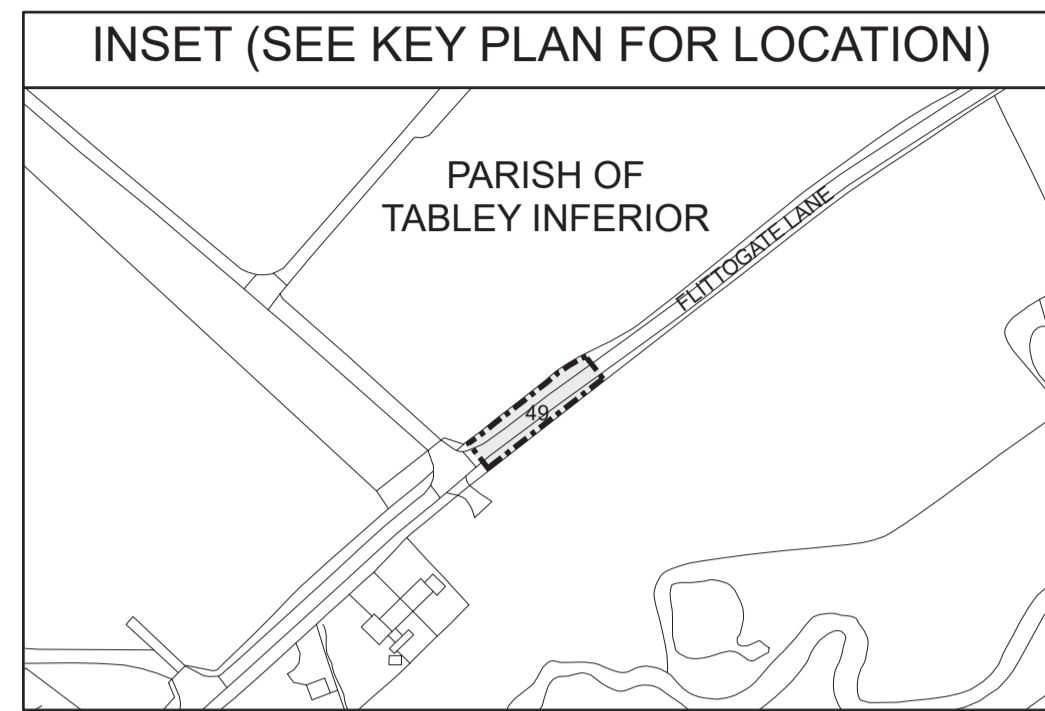 INSET (SEE KEY PLAN FOR LOCATION)
PARISH OF
TABLEY INFERIOR
FLITTOGATE LANE
49